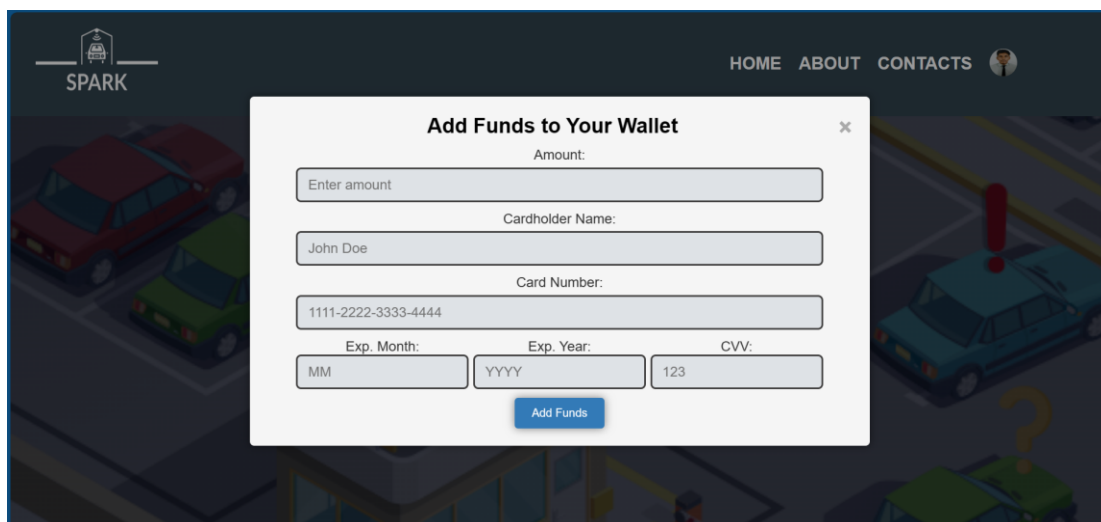 SPARK
HOME ABOUT CONTACTS
Add Funds to Your Wallet ×
Amount:
Enter amount
Cardholder Name:
John Doe
Card Number:
1111-2222-3333-4444
Exp. Month: Exp. Year: CVV:
MM YYYY 123
Add Funds